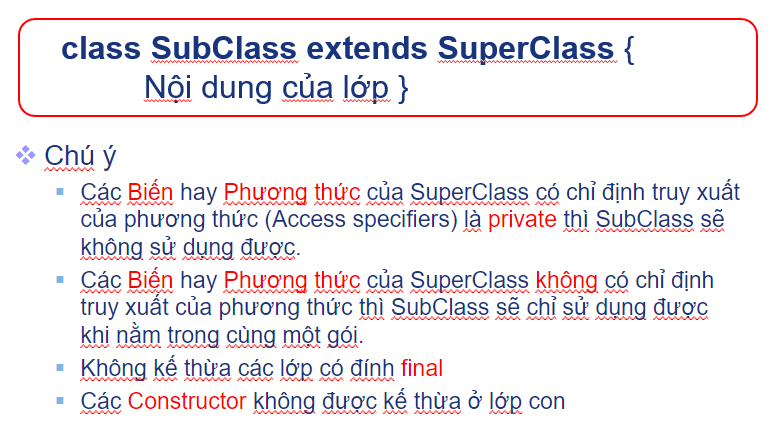 class SubClass extends SuperClass {
Nội dung của lớp }
Chú ý
Các Biến hay Phương thức của SuperClass có chỉ định truy xuất
của phương thức (Access specifiers) là private thì SubClass sẽ
không sử dụng được.
Các Biến hay Phương thức của SuperClass không có chỉ định
truy xuất của phương thức thì SubClass sẽ chỉ sử dụng được
khi nằm trong cùng một gói.
Không kế thừa các lớp có đính final
Các Constructor không được kế thừa ở lớp con